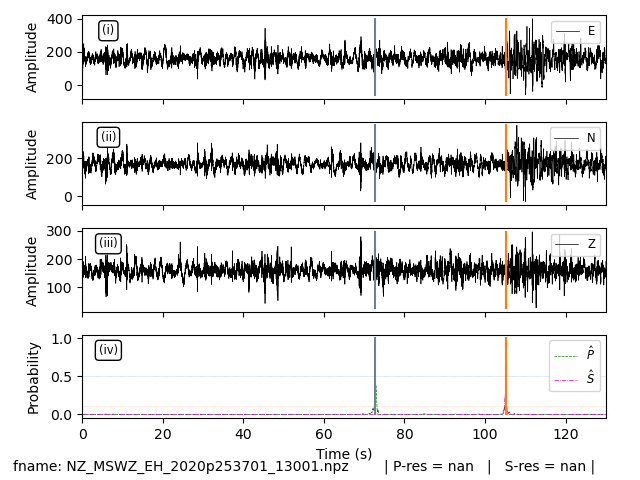 (i)
E
Amplitude
400
200
0
(ii)
N
Amplitude
200
0
(iii)
Z
Amplitude
300
200
100
(iv)
P̂
Ŝ
Probability
1.0
0.5
0.0
0 20 40 60 80 100 120
Time (s)
fname: NZ_MSWZ_EH_2020p253701_13001.npz | P-res = nan | S-res = nan |